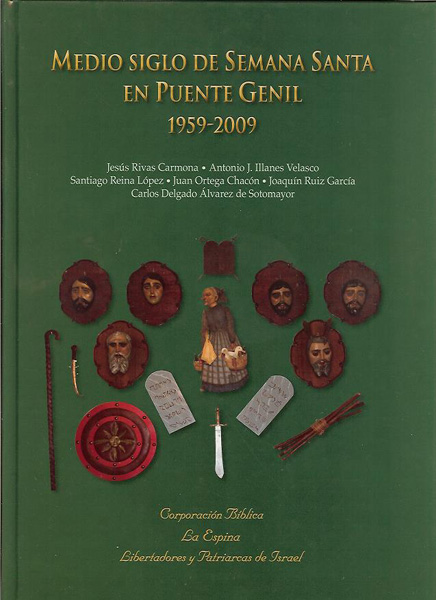 MEDIO SIGLO DE SEMANA SANTA
EN PUENTE GENIL
1959-2009
Jesús Rivas Carmona • Antonio J. Illanes Velasco
Santiago Reina López • Juan Ortega Chacón • Joaquín Ruiz García
Carlos Delgado Álvarez de Sotomayor
Corporación Bíblica
La Espina
Libertadores y Patriarcas de Israel